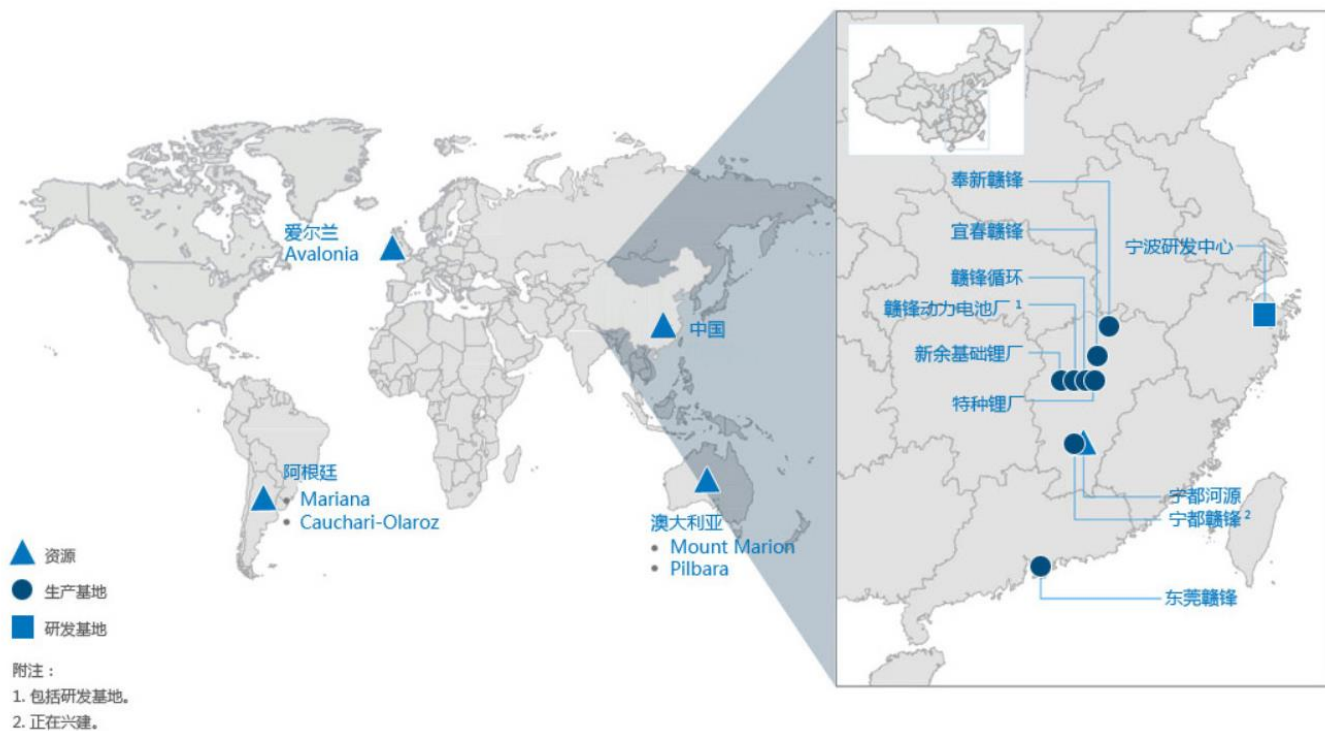 爱尔兰
Avalonia
中国
阿根廷
• Mariana
• Cauchari-Olaroz
澳大利亚
• Mount Marion
• Pilbara
奉新赣锋
宜春赣锋
宁波研发中心
赣锋循环
赣锋动力电池厂 1
新余基础锂厂
特种锂厂
宁都河源
宁都赣锋 2
东莞赣锋
资源
生产基地
研发基地
附注：
1. 包括研发基地。
2. 正在兴建。